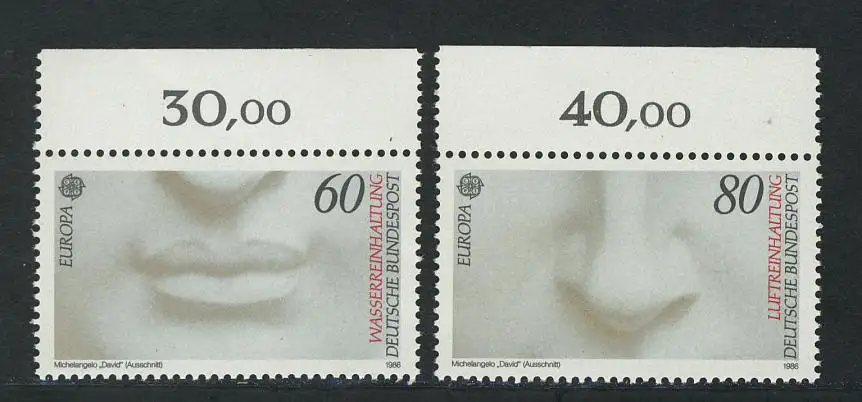 30,00
60
EUROPA
WASSERREINHALTUNG
DEUTSCHE BUNDESPOST
Michelangelo „David" (Ausschnitt)
1986
40,00
80
EUROPA
LUFTREINHALTUNG
DEUTSCHE BUNDESPOST
Michelangelo „David" (Ausschnitt)
1986